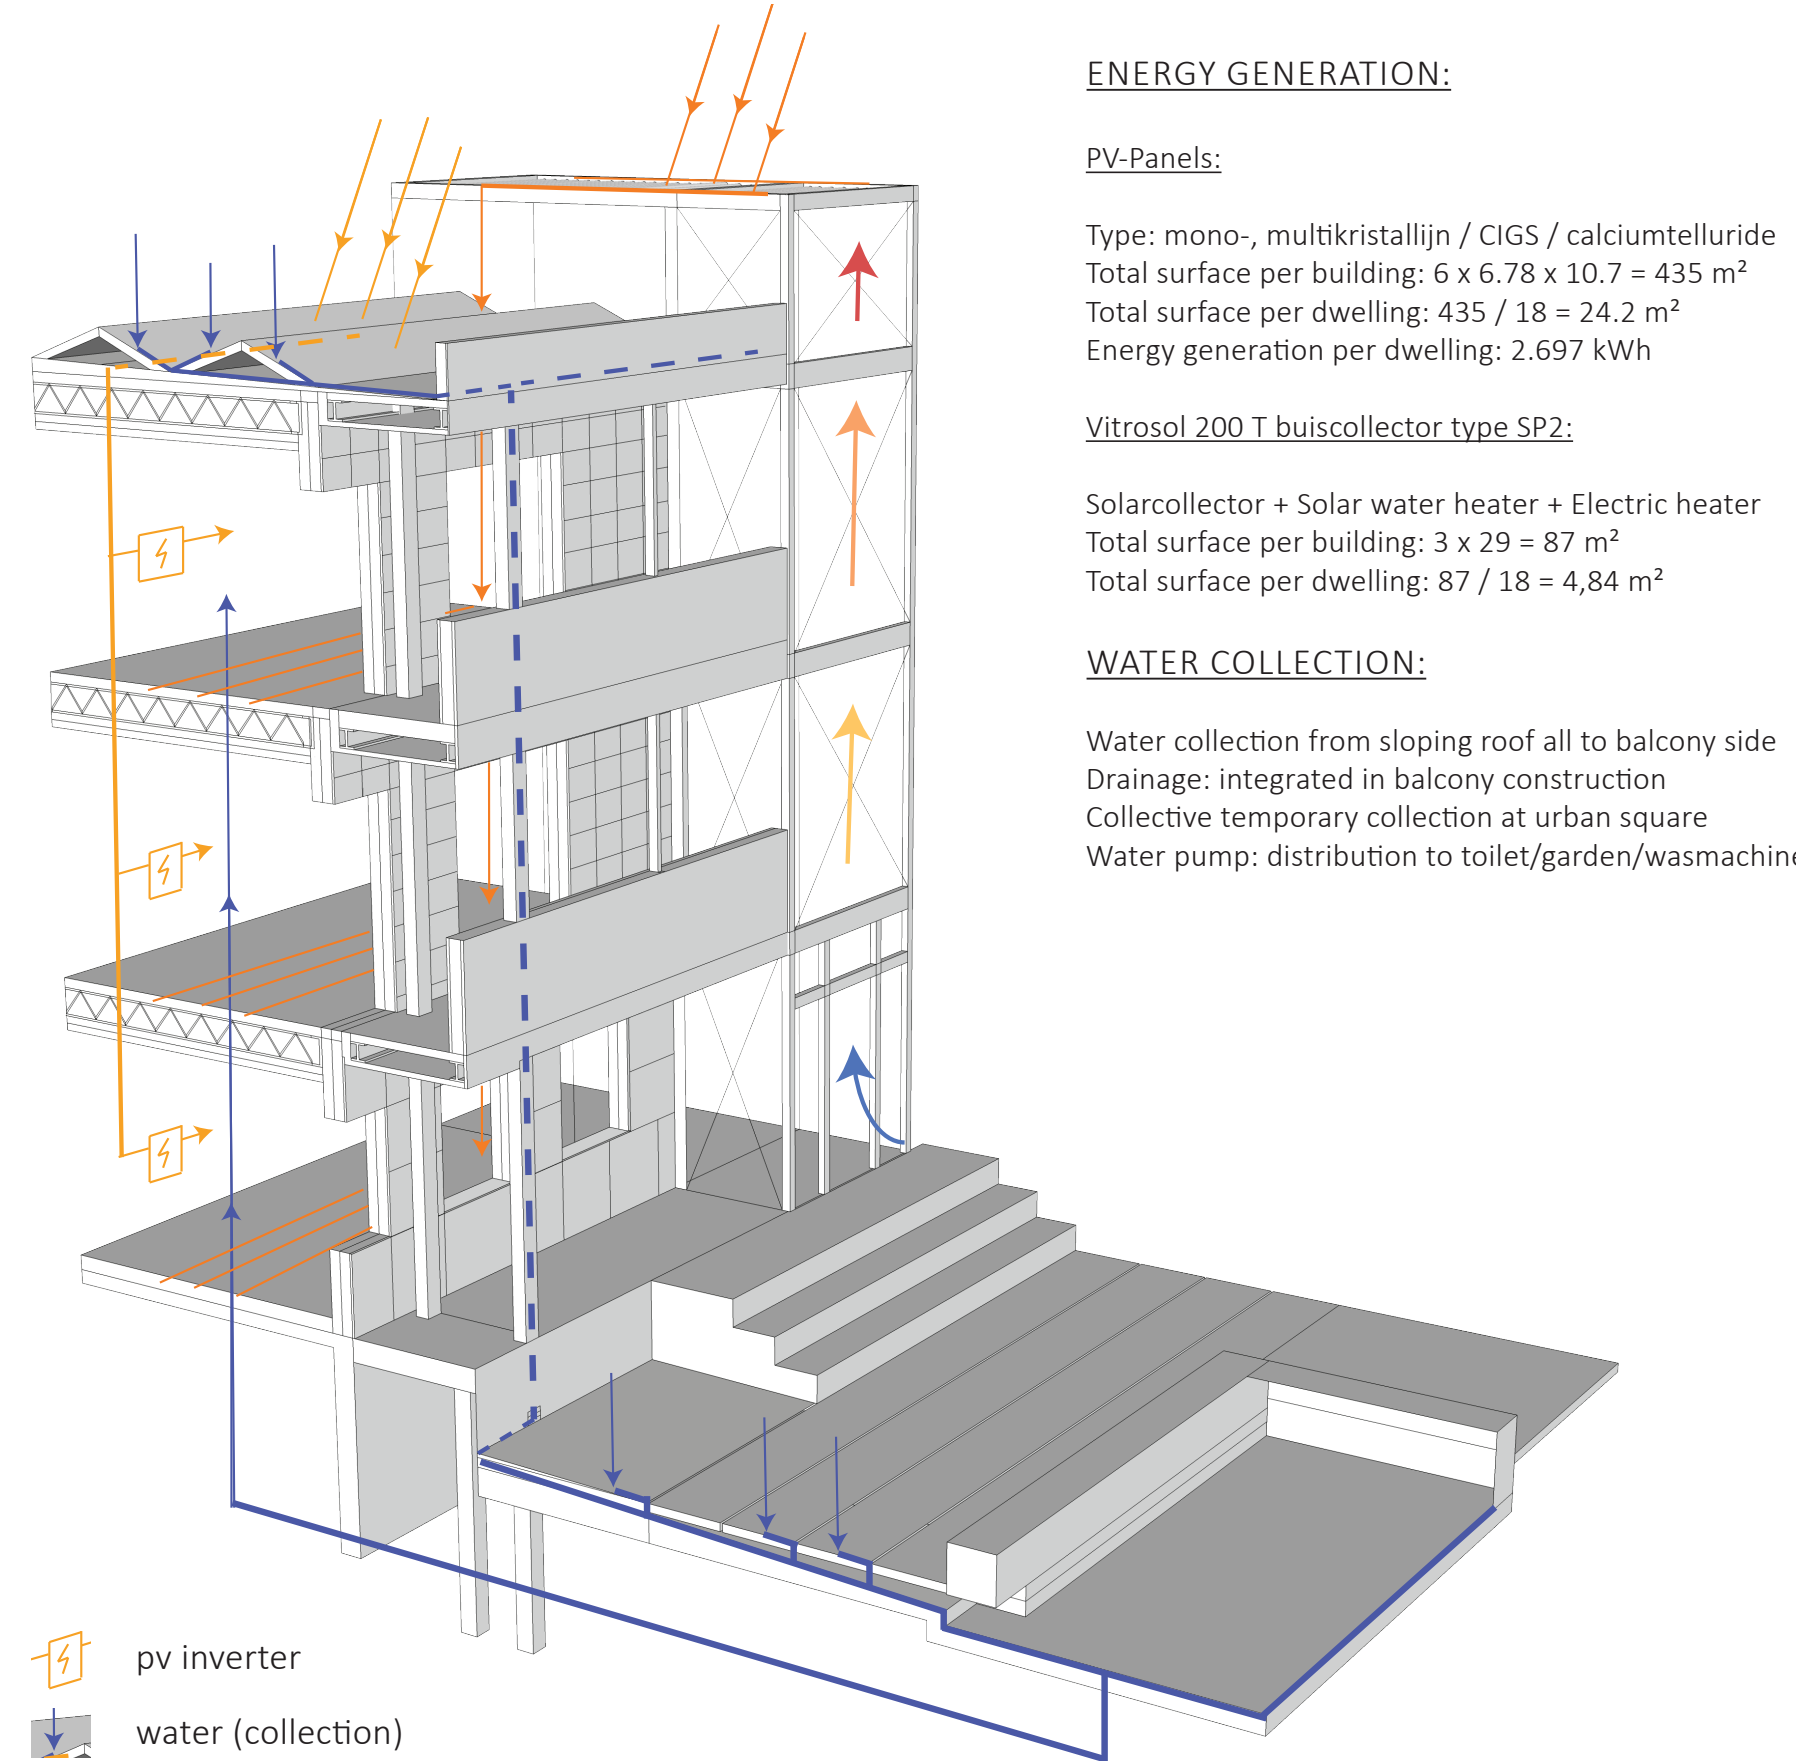 ENERGY GENERATION:
PV-Panels:
Type: mono-, multikristallijn / CIGS / calciumtelluride
Total surface per building: 6 x 6.78 x 10.7 = 435 m²
Total surface per dwelling: 435 / 18 = 24.2 m²
Energy generation per dwelling: 2.697 kWh
Vitrosol 200 T buiscollector type SP2:
Solarcollector + Solar water heater + Electric heater
Total surface per building: 3 x 29 = 87 m²
Total surface per dwelling: 87 / 18 = 4,84 m²
WATER COLLECTION:
Water collection from sloping roof all to balcony side
Drainage: integrated in balcony construction
Collective temporary collection at urban square
Water pump: distribution to toilet/garden/wasmachine
pv inverter
water (collection)